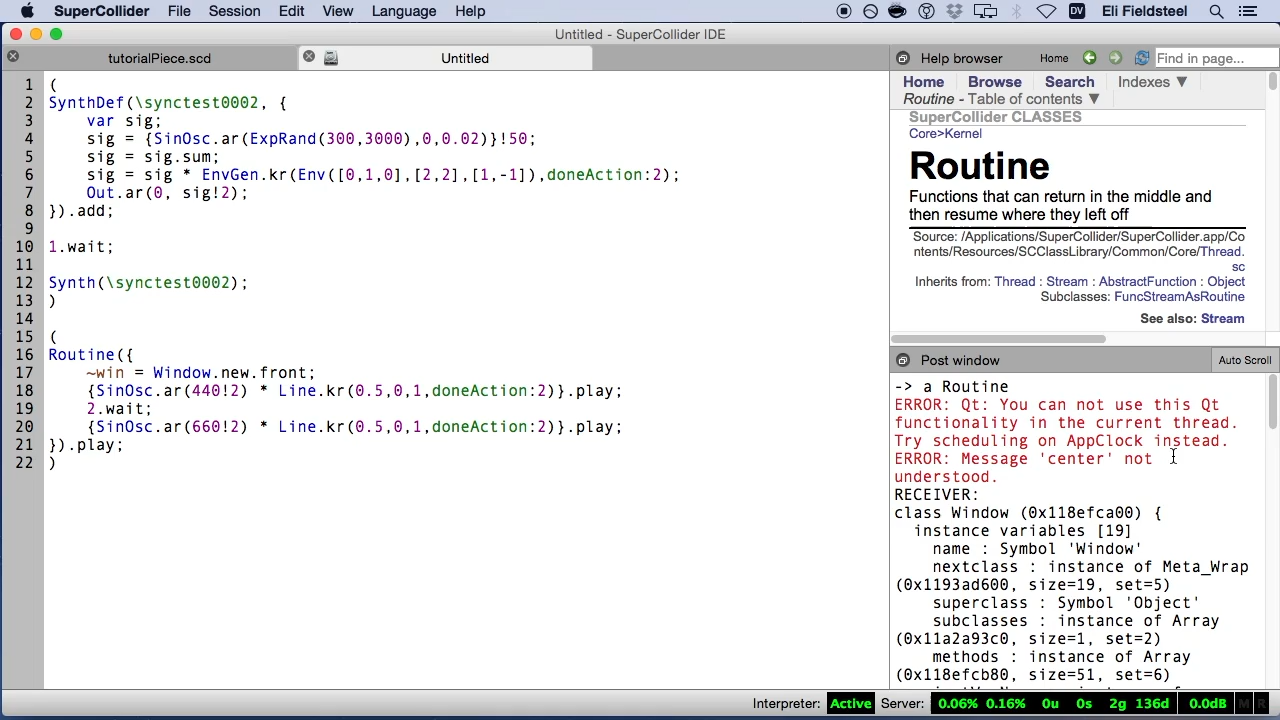 SuperCollider File Session Edit View Language Help DV Eli Fieldsteel
Untitled - SuperCollider IDE
tutorialPiece.scd Untitled
1 (
2 SynthDef(\synctest0002, {
3 var sig;
4 sig = {SinOsc.ar(ExpRand(300,3000),0,0.02)}!50;
5 sig = sig.sum;
6 sig = sig * EnvGen.kr(Env([0,1,0],[2,2],[1,-1]),doneAction:2);
7 Out.ar(0, sig!2);
8 }).add;
9
10 1.wait;
11
12 Synth(\synctest0002);
13 )
14
15 (
16 Routine({
17 ~win = Window.new.front;
18 {SinOsc.ar(440!2) * Line.kr(0.5,0,1,doneAction:2)}.play;
19 2.wait;
20 {SinOsc.ar(660!2) * Line.kr(0.5,0,1,doneAction:2)}.play;
21 }).play;
22 )
Help browser Home Find in page...
Home Browse Search Indexes ▼
Routine - Table of contents ▼
SuperCollider CLASSES
Core>Kernel
Routine
Functions that can return in the middle and
then resume where they left off
Source: /Applications/SuperCollider/SuperCollider.app/Co
ntents/Resources/SCClassLibrary/Common/Core/Thread.
sc
Inherits from: Thread : Stream : AbstractFunction : Object
Subclasses: FuncStreamAsRoutine
See also: Stream
Post window Auto Scroll
-> a Routine
ERROR: Qt: You can not use this Qt
functionality in the current thread.
Try scheduling on AppClock instead.
ERROR: Message 'center' not
understood.
RECEIVER:
class Window (0x118efca00) {
instance variables [19]
name : Symbol 'Window'
nextclass : instance of Meta_Wrap
(0x1193ad600, size=19, set=5)
superclass : Symbol 'Object'
subclasses : instance of Array
(0x11a2a93c0, size=1, set=2)
methods : instance of Array
(0x118efcb80, size=51, set=6)
Interpreter: Active Server: 0.06% 0.16% 0u 0s 2g 136d 0.0dB M R